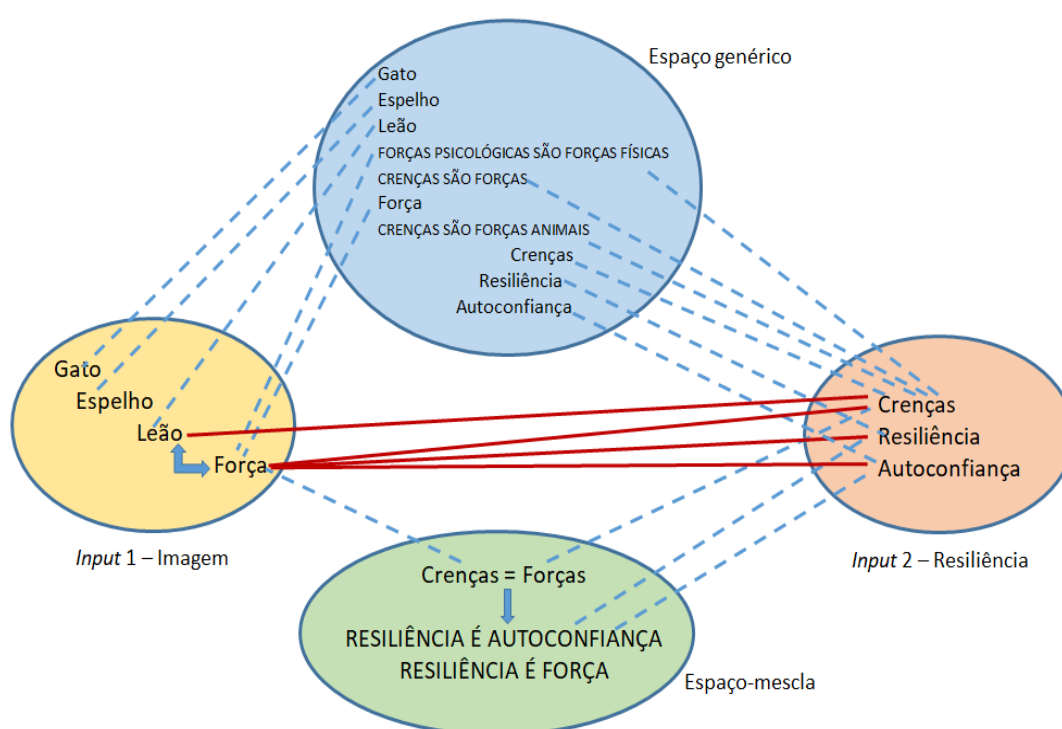 Espaço genérico
Gato
Espelho
Leão
FORÇAS PSICOLÓGICAS SÃO FORÇAS FÍSICAS
CRENÇAS SÃO FORÇAS
Força
CRENÇAS SÃO FORÇAS ANIMAIS
Crenças
Resiliência
Autoconfiança
Gato
Espelho
Leão
Força
Input 1 – Imagem
Crenças
Resiliência
Autoconfiança
Input 2 – Resiliência
Crenças = Forças
RESILIÊNCIA É AUTOCONFIANÇA
RESILIÊNCIA É FORÇA
Espaço-mescla